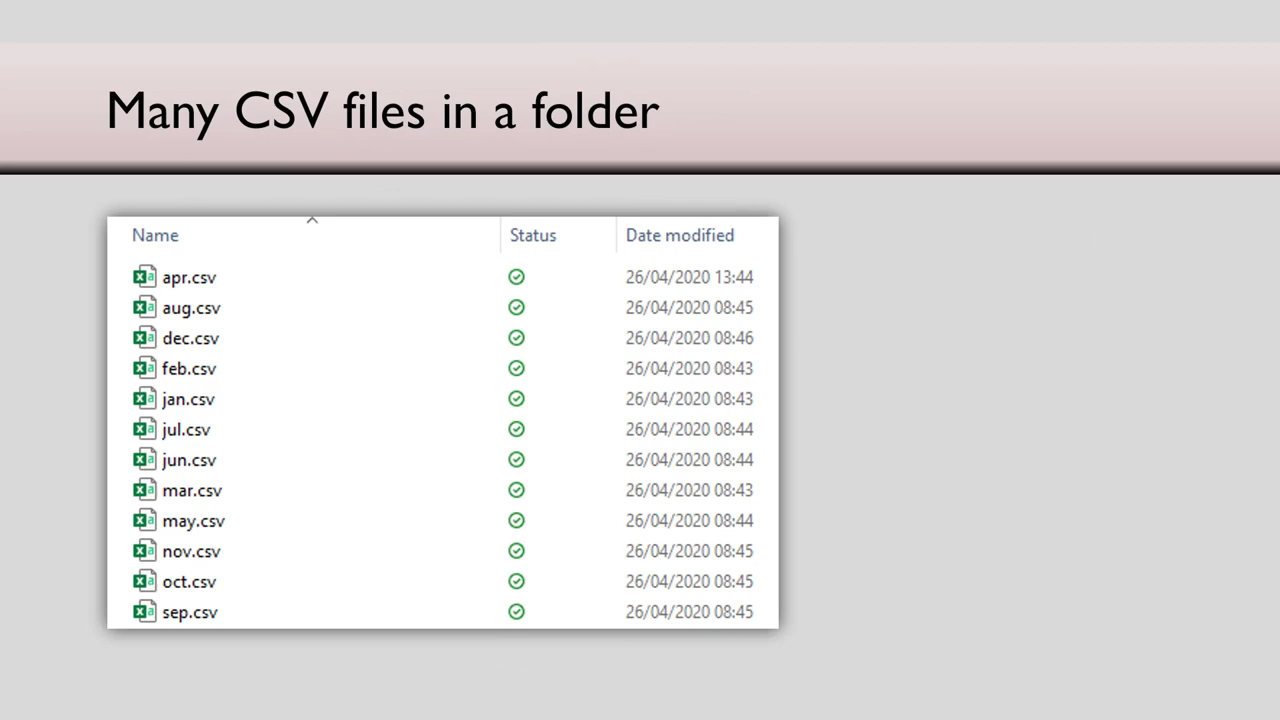 Many CSV files in a folder
Name Status Date modified
apr.csv 26/04/2020 13:44
aug.csv 26/04/2020 08:45
dec.csv 26/04/2020 08:46
feb.csv 26/04/2020 08:43
jan.csv 26/04/2020 08:43
jul.csv 26/04/2020 08:44
jun.csv 26/04/2020 08:44
mar.csv 26/04/2020 08:43
may.csv 26/04/2020 08:44
nov.csv 26/04/2020 08:45
oct.csv 26/04/2020 08:45
sep.csv 26/04/2020 08:45